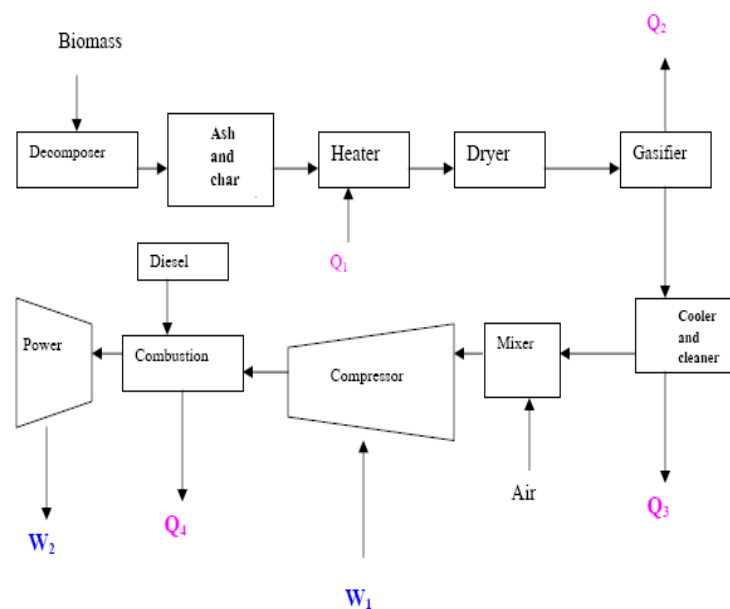 Biomass
Q₂
Decomposer
Ash
and
char
Heater
Dryer
Gasifier
Q₁
Diesel
Power
Combustion
Compressor
Mixer
Cooler
and
cleaner
Air
W₂
Q₄
Q₃
W₁